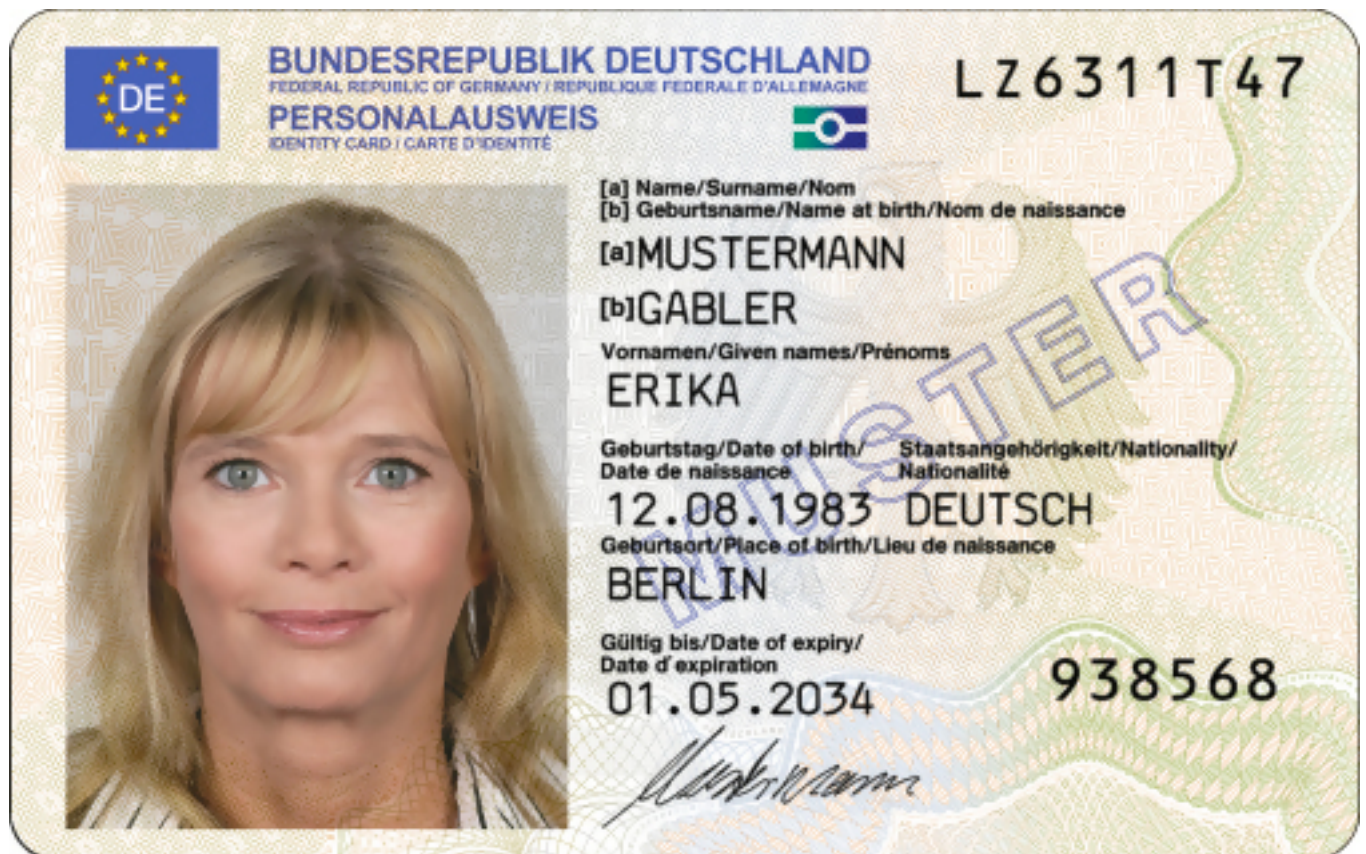 DE
BUNDESREPUBLIK DEUTSCHLAND
FEDERAL REPUBLIC OF GERMANY / REPUBLIQUE FEDERALE D'ALLEMAGNE
PERSONALAUSWEIS
IDENTITY CARD / CARTE D'IDENTITÉ
LZ6311T47
[a] Name/Surname/Nom
[b] Geburtsname/Name at birth/Nom de naissance
[a]MUSTERMANN
[b]GABLER
Vornamen/Given names/Prénoms
ERIKA
Geburtstag/Date of birth/ Staatsangehörigkeit/Nationality/
Date de naissance Nationalité
12.08.1983 DEUTSCH
Geburtsort/Place of birth/Lieu de naissance
BERLIN
Gültig bis/Date of expiry/
Date d'expiration
01.05.2034
938568
Mustermann
MUSTER